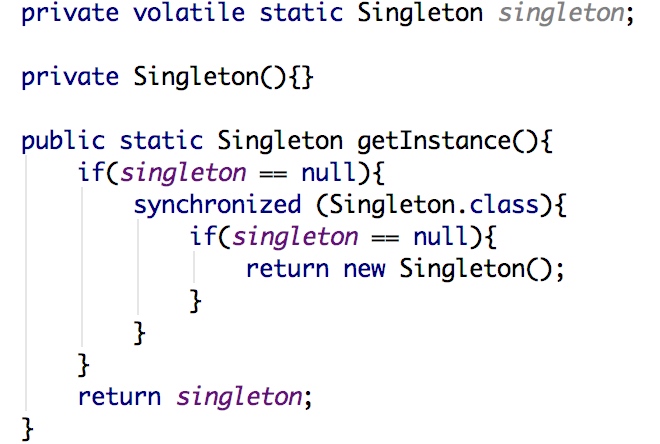 private volatile static Singleton singleton;
private Singleton(){}
public static Singleton getInstance(){
if(singleton == null){
synchronized (Singleton.class){
if(singleton == null){
return new Singleton();
}
}
}
return singleton;
}